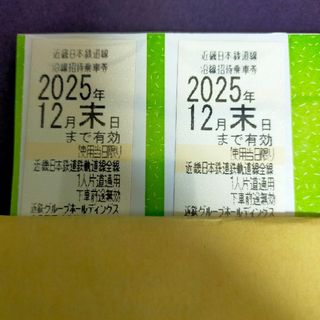 近畿日本鉄道線
沿線招待乗車券
2025年
12月末日
まで有効
使用当日限り
近畿日本鉄道鉄軌道線全線
1人片道通用
下車前途無効
近鉄グループホールディングス
近畿日本鉄道線
沿線招待乗車券
2025年
12月末日
まで有効
使用当日限り
近畿日本鉄道鉄軌道線全線
1人片道通用
下車前途無効
近鉄グループホールディングス